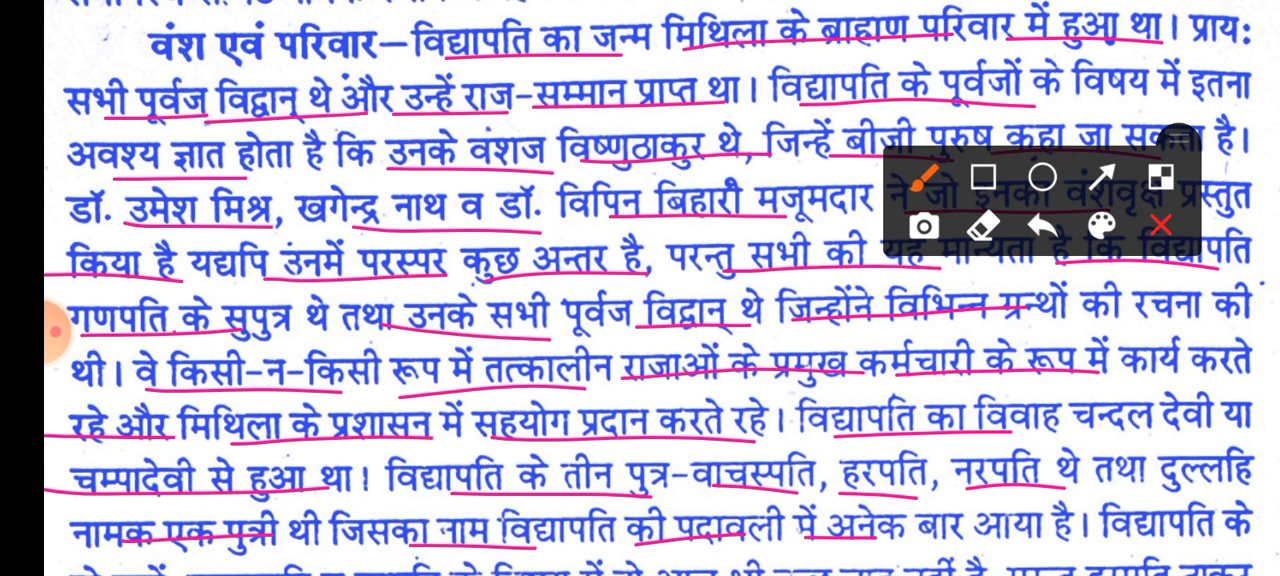 वंश एवं परिवार–विद्यापति का जन्म मिथिला के ब्राहाण परिवार में हुआ था। प्राय:
सभी पूर्वज विद्वान् थे और उन्हें राज-सम्मान प्राप्त था। विद्यापति के पूर्वजों के विषय में इतना
अवश्य ज्ञात होता है कि उनके वंशज विष्णुठाकुर थे, जिन्हें बीजी पुरुष कहा जा सकता है।
डॉ. उमेश मिश्र, खगेन्द्र नाथ व डॉ. विपिन बिहारी मजूमदार ने जो इनका वंशवृक्ष प्रस्तुत
किया है यद्यपि उनमें परस्पर कुछ अन्तर है, परन्तु सभी की यह मान्यता है कि विद्यापति
गणपति के सुपुत्र थे तथा उनके सभी पूर्वज विद्वान् थे जिन्होंने विभिन्न ग्रन्थों की रचना की
थी। वे किसी-न-किसी रूप में तत्कालीन राजाओं के प्रमुख कर्मचारी के रूप में कार्य करते
रहे और मिथिला के प्रशासन में सहयोग प्रदान करते रहे। विद्यापति का विवाह चन्दल देवी या
चम्पादेवी से हुआ था। विद्यापति के तीन पुत्र-वाचस्पति, हरपति, नरपति थे तथा दुल्लहि
नामक एक पुत्री थी जिसका नाम विद्यापति की पदावली में अनेक बार आया है। विद्यापति के